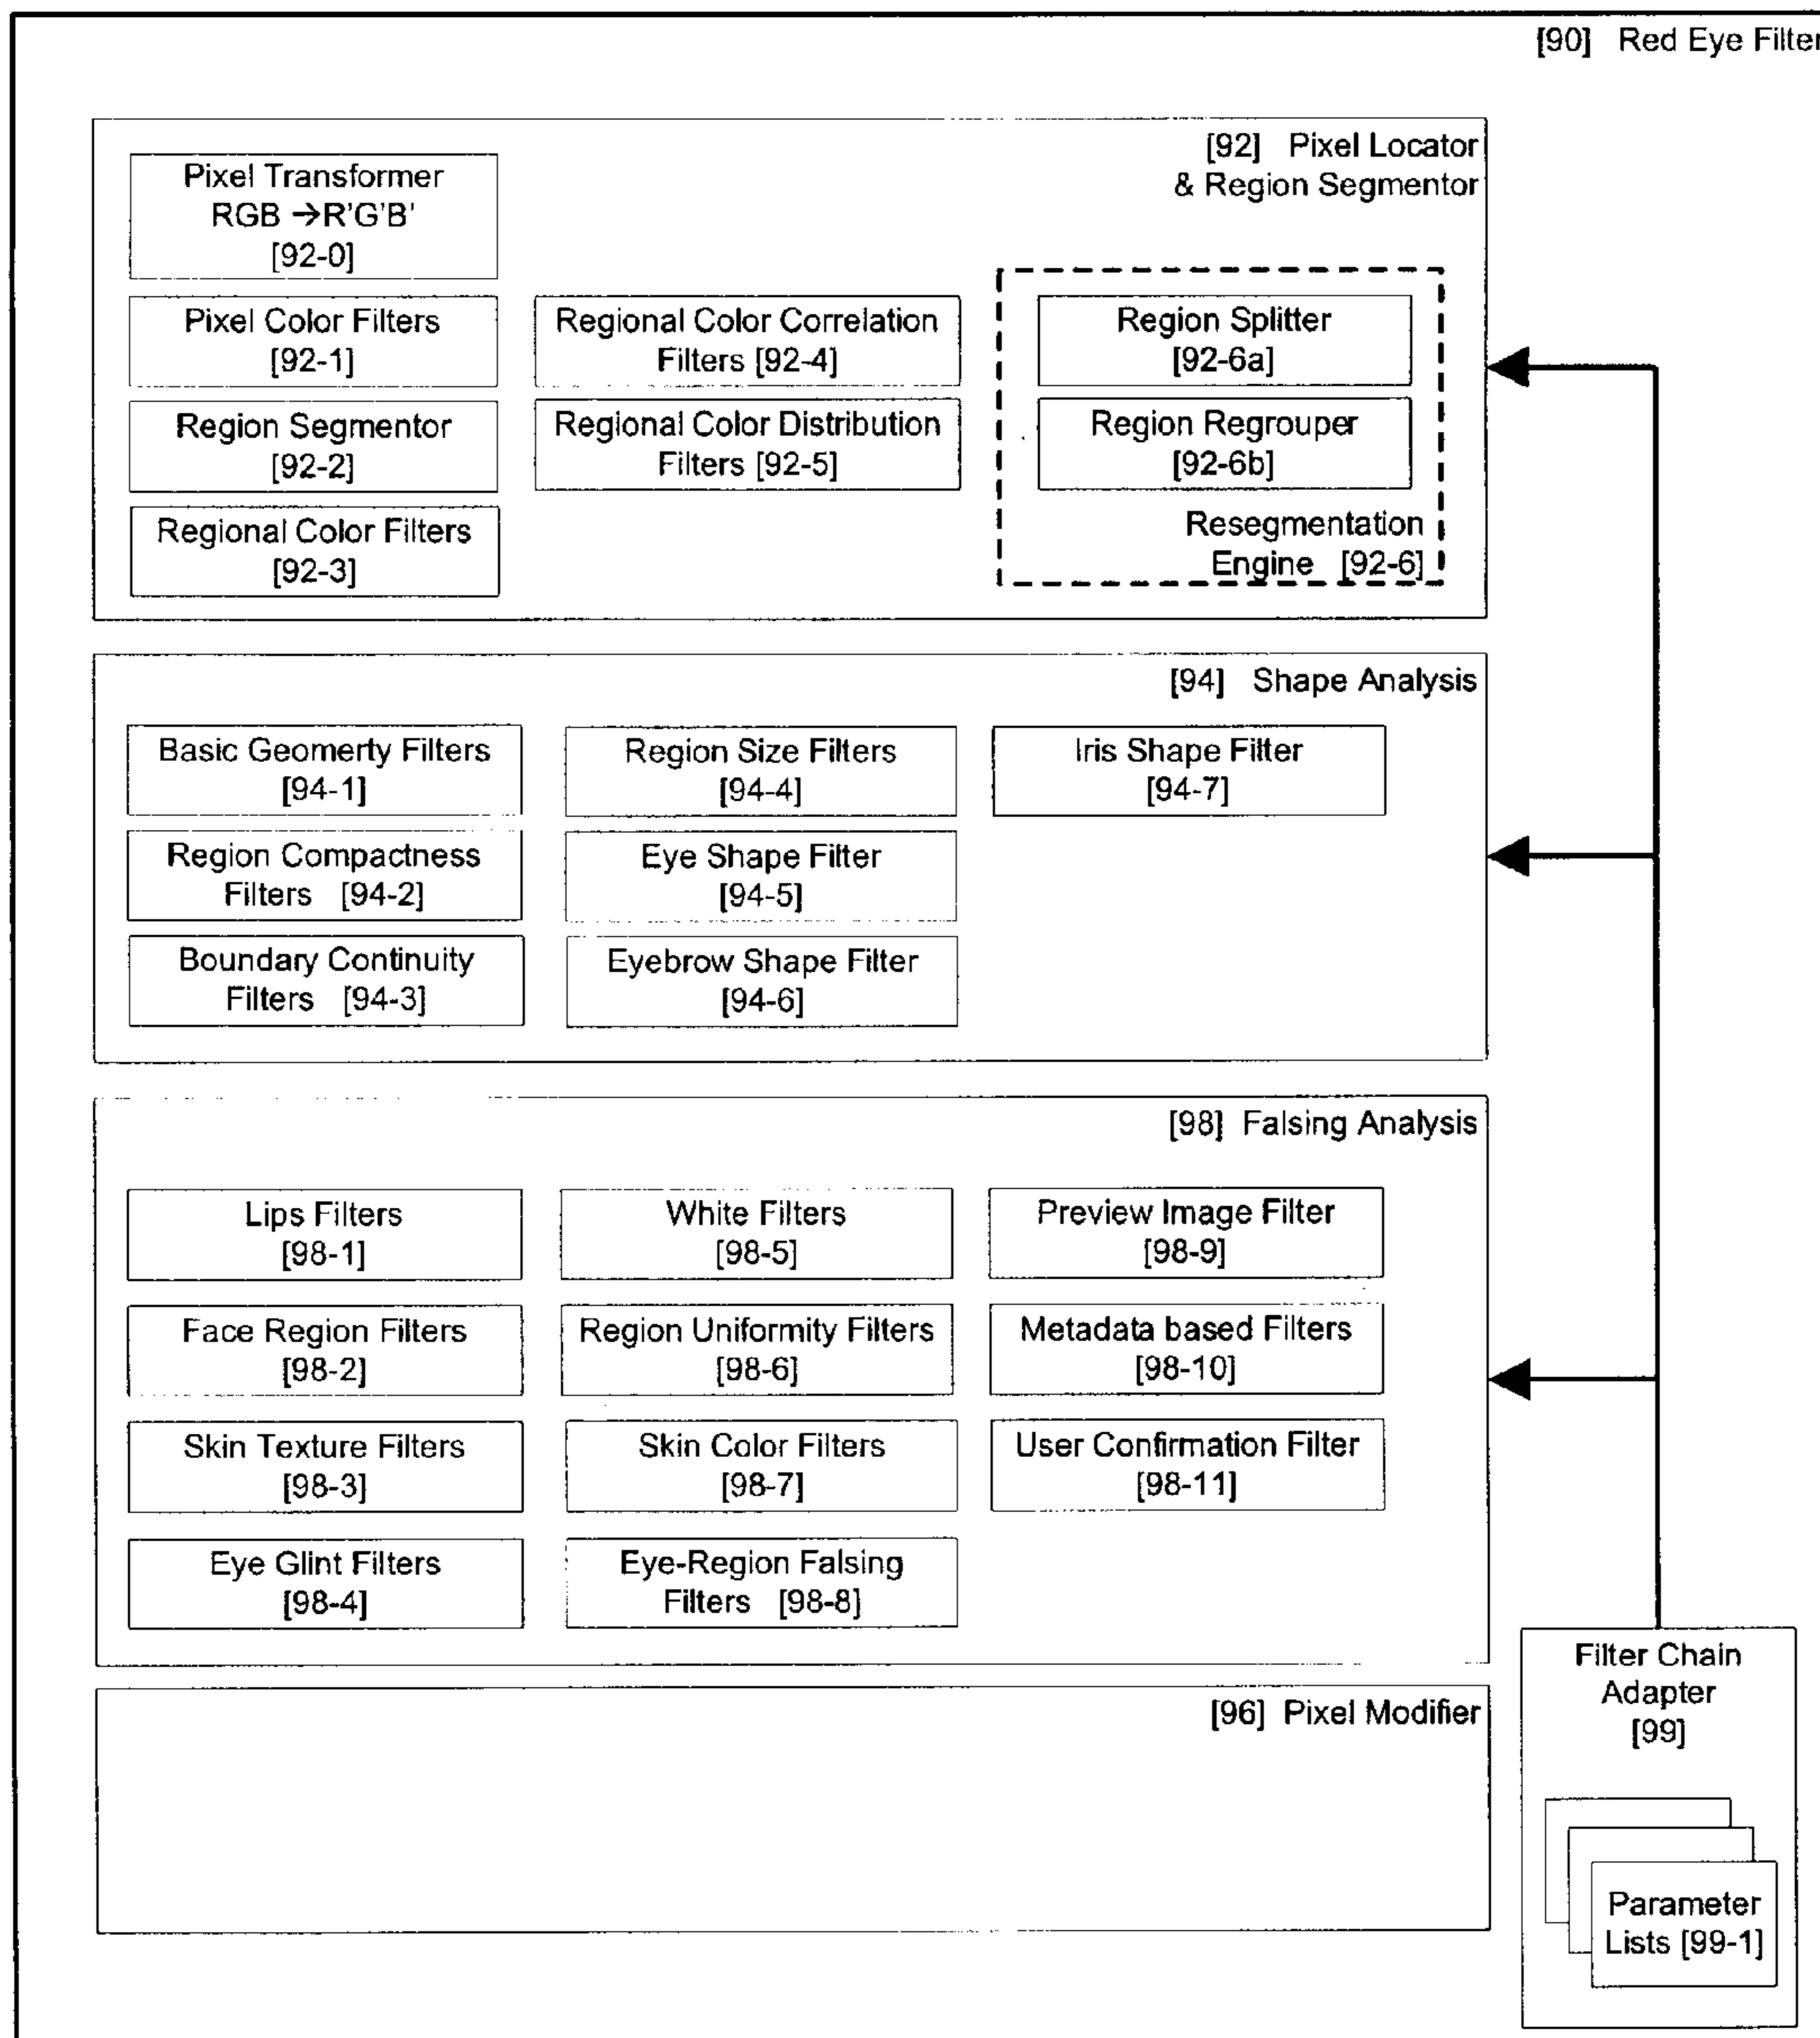 [90] Red Eye Filter
[92] Pixel Locator
& Region Segmentor
Pixel Transformer
RGB →R'G'B'
[92-0]
Pixel Color Filters
[92-1]
Regional Color Correlation
Filters [92-4]
Region Splitter
[92-6a]
Region Segmentor
[92-2]
Regional Color Distribution
Filters [92-5]
Region Regrouper
[92-6b]
Regional Color Filters
[92-3]
Resegmentation
Engine [92-6]
[94] Shape Analysis
Basic Geomerty Filters
[94-1]
Region Size Filters
[94-4]
Iris Shape Filter
[94-7]
Region Compactness
Filters [94-2]
Eye Shape Filter
[94-5]
Boundary Continuity
Filters [94-3]
Eyebrow Shape Filter
[94-6]
[98] Falsing Analysis
Lips Filters
[98-1]
White Filters
[98-5]
Preview Image Filter
[98-9]
Face Region Filters
[98-2]
Region Uniformity Filters
[98-6]
Metadata based Filters
[98-10]
Skin Texture Filters
[98-3]
Skin Color Filters
[98-7]
User Confirmation Filter
[98-11]
Eye Glint Filters
[98-4]
Eye-Region Falsing
Filters [98-8]
[96] Pixel Modifier
Filter Chain
Adapter
[99]
Parameter
Lists [99-1]